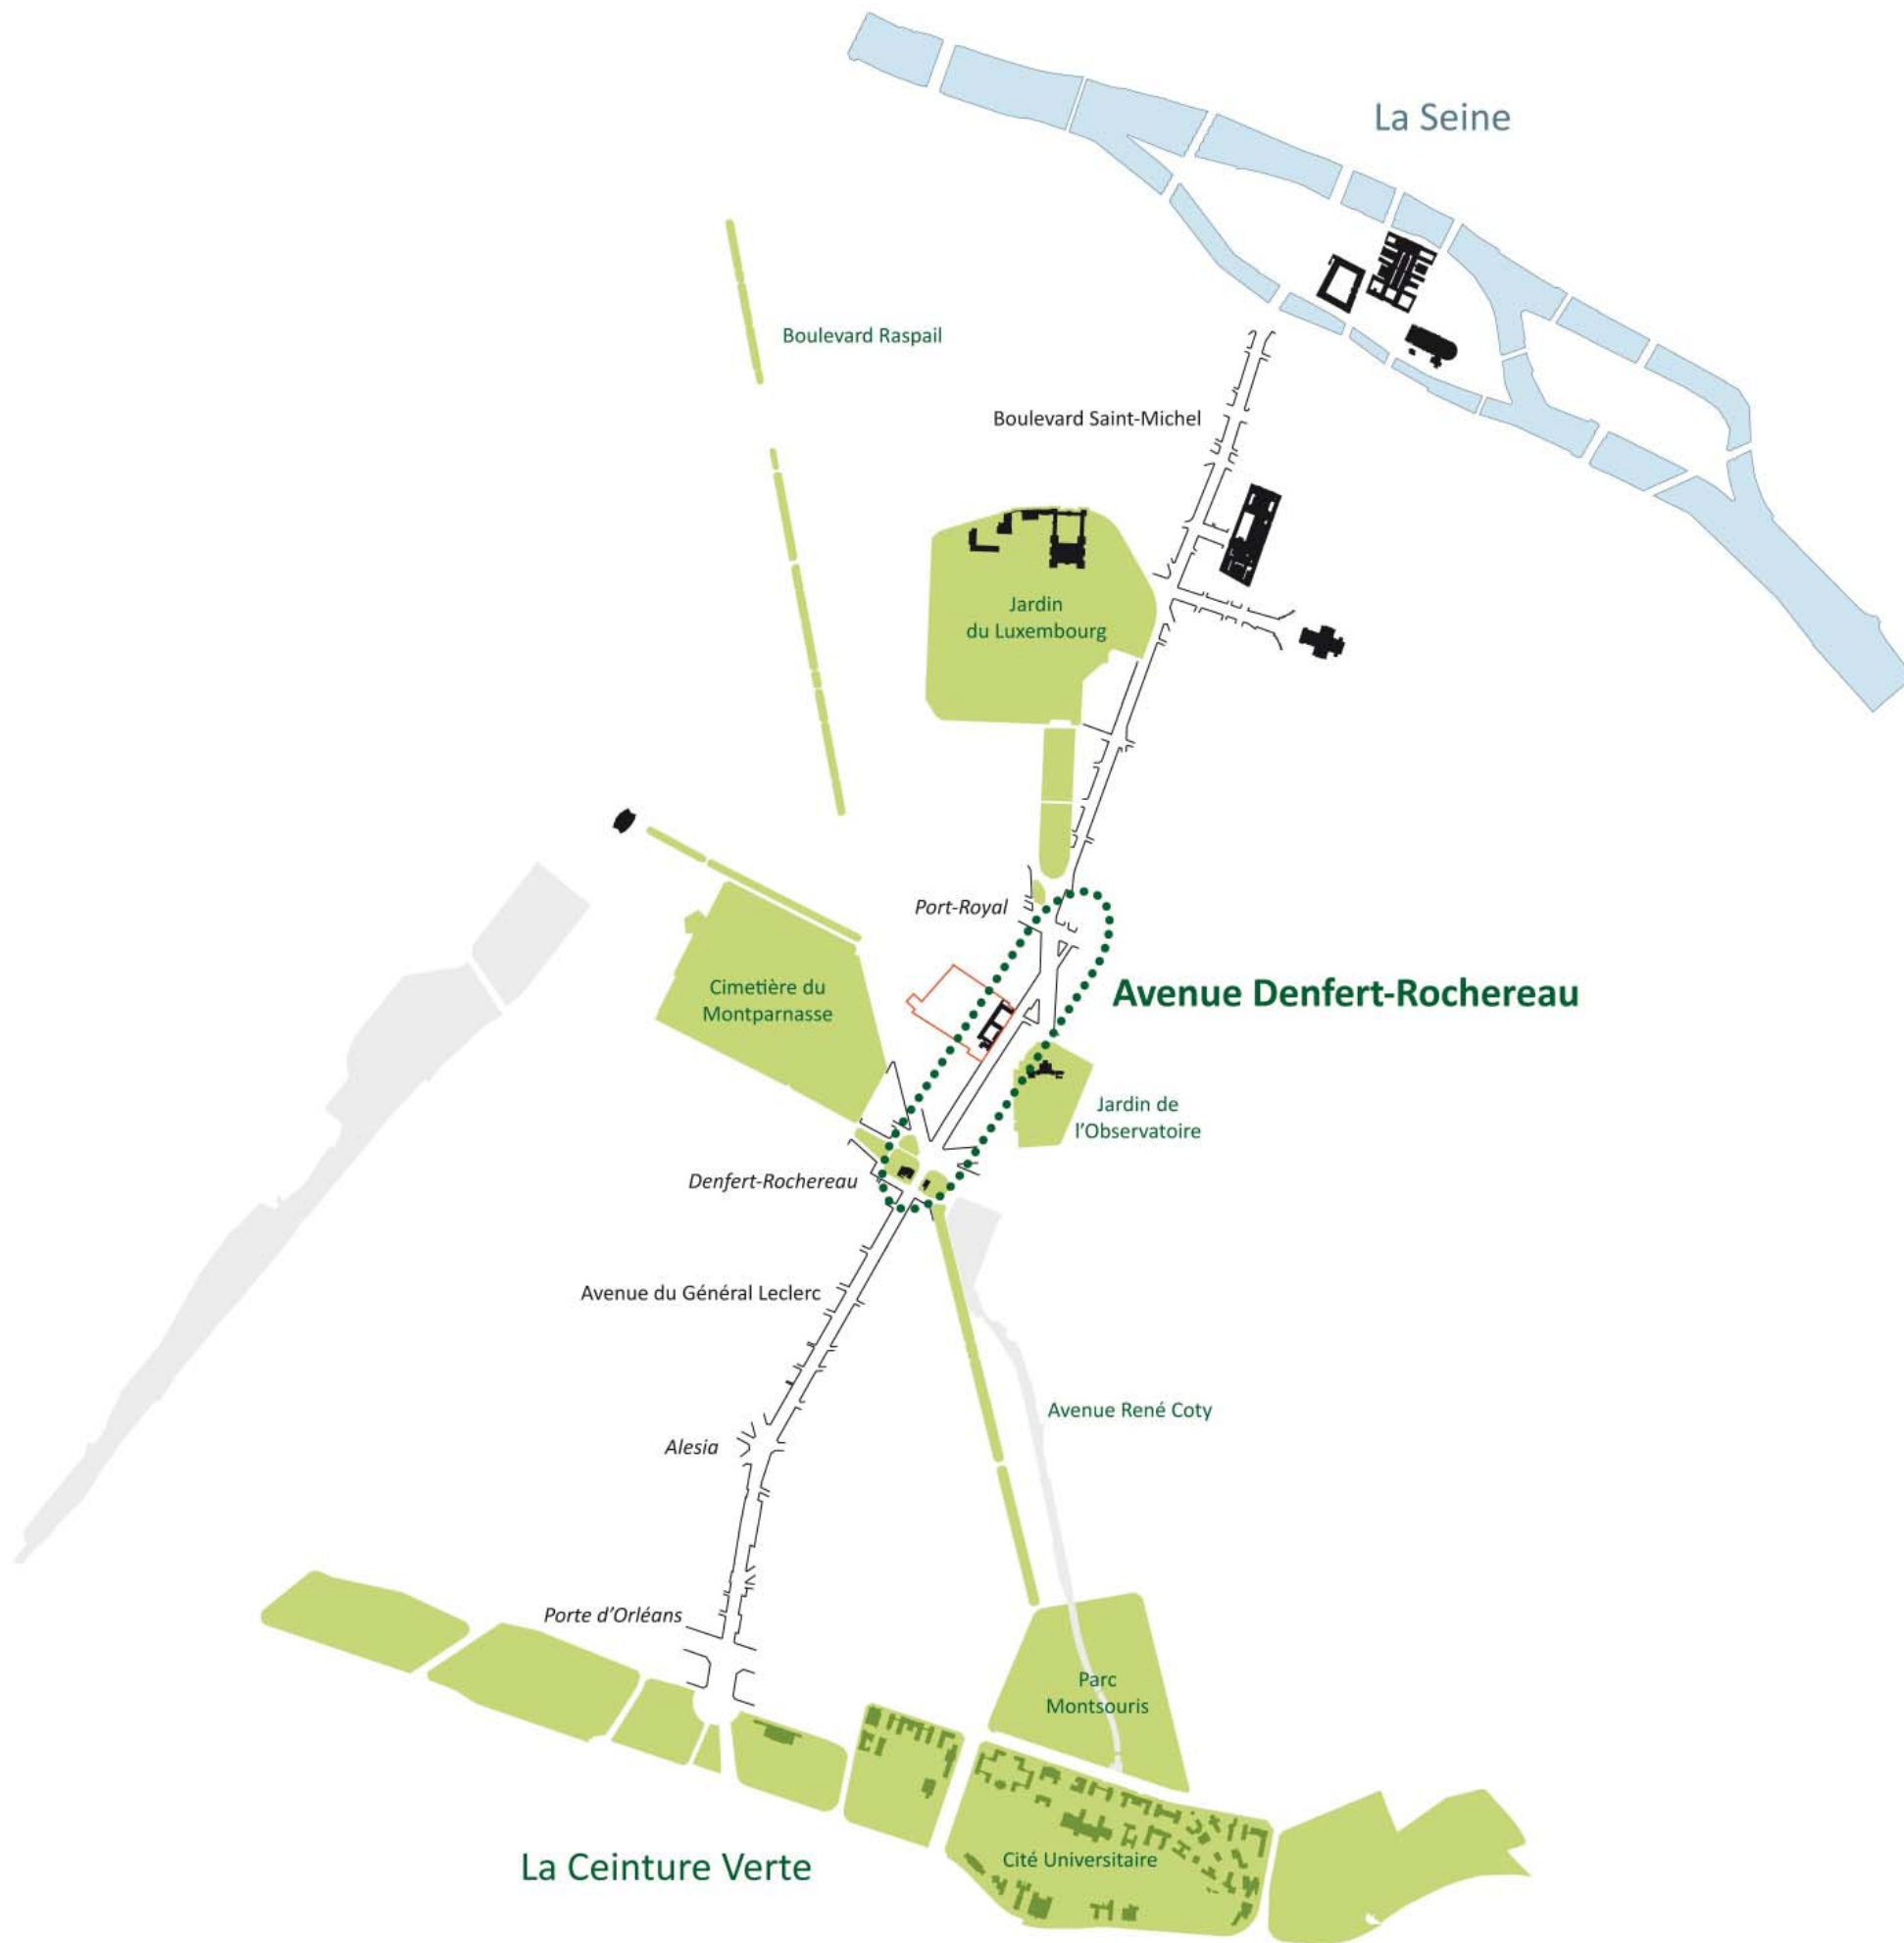 La Seine
Boulevard Raspail
Boulevard Saint-Michel
Jardin
du Luxembourg
Port-Royal
Cimetière du
Montparnasse
Avenue Denfert-Rochereau
Jardin de
l'Observatoire
Denfert-Rochereau
Avenue du Général Leclerc
Avenue René Coty
Alesia
Porte d'Orléans
Parc
Montsouris
La Ceinture Verte
Cité Universitaire